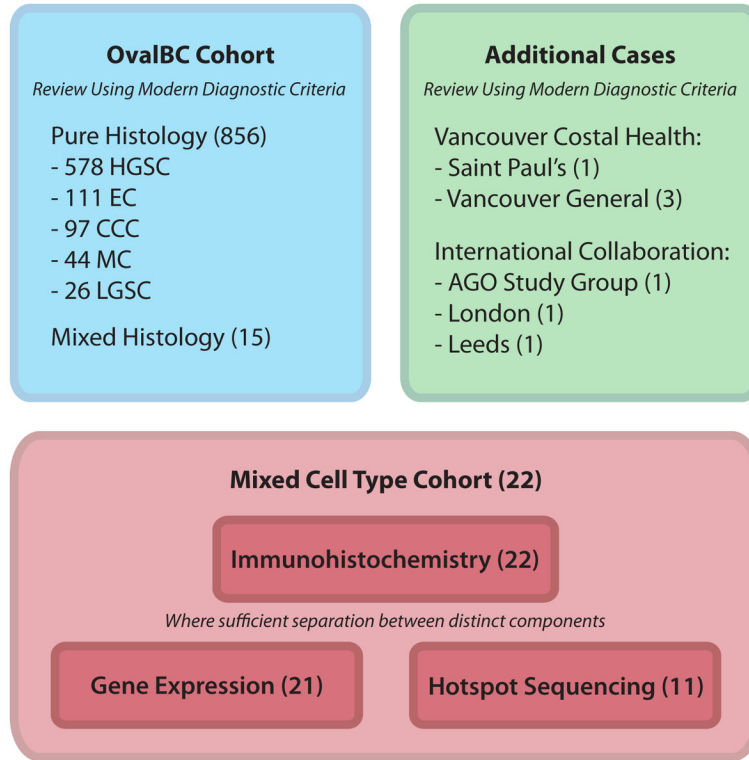 OvalBC Cohort
Review Using Modern Diagnostic Criteria
Pure Histology (856)
- 578 HGSC
- 111 EC
- 97 CCC
- 44 MC
- 26 LGSC
Mixed Histology (15)
Additional Cases
Review Using Modern Diagnostic Criteria
Vancouver Costal Health:
- Saint Paul's (1)
- Vancouver General (3)
International Collaboration:
- AGO Study Group (1)
- London (1)
- Leeds (1)
Mixed Cell Type Cohort (22)
Immunohistochemistry (22)
Where sufficient separation between distinct components
Gene Expression (21)
Hotspot Sequencing (11)